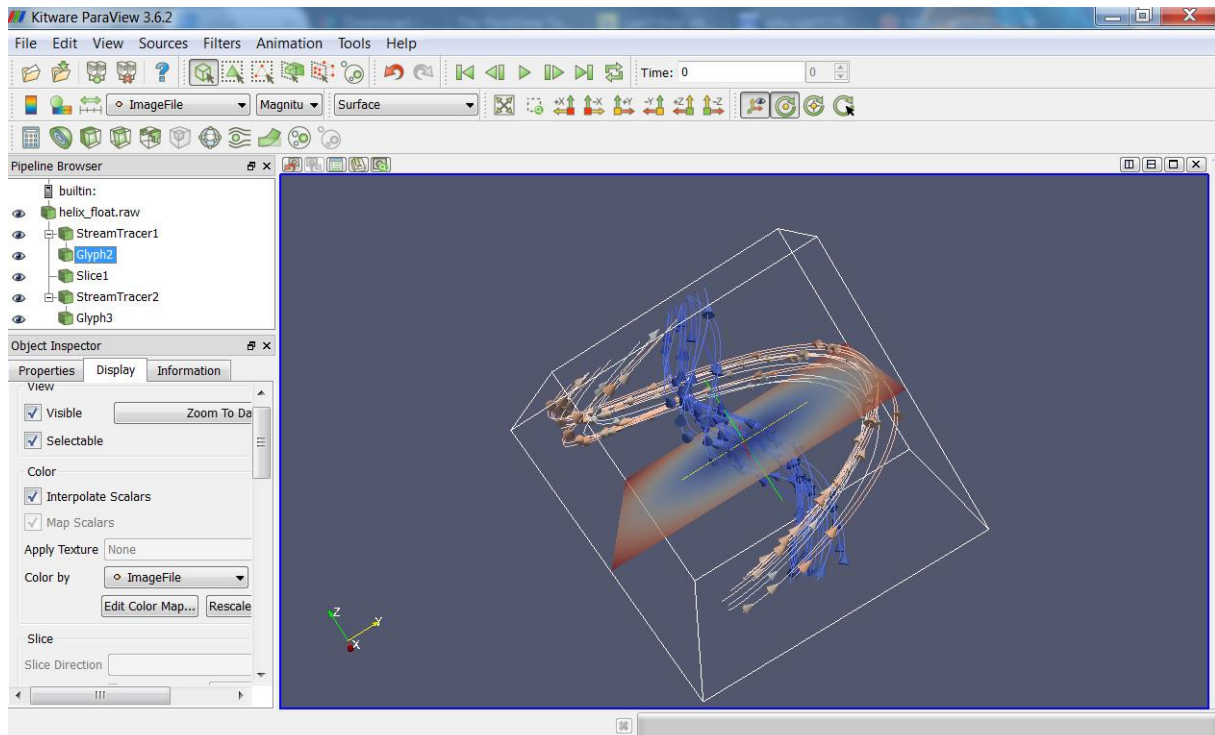 Kitware ParaView 3.6.2
File Edit View Sources Filters Animation Tools Help
Time: 0 0
ImageFile Magnitu Surface +X -X +Y -Y +Z -Z
Pipeline Browser
builtin:
helix_float.raw
StreamTracer1
Glyph2
Slice1
StreamTracer2
Glyph3
Object Inspector
Properties Display Information
View
Visible Zoom To Da
Selectable
Color
Interpolate Scalars
Map Scalars
Apply Texture None
Color by ImageFile
Edit Color Map... Rescale
Slice
Slice Direction
Z
Y
X